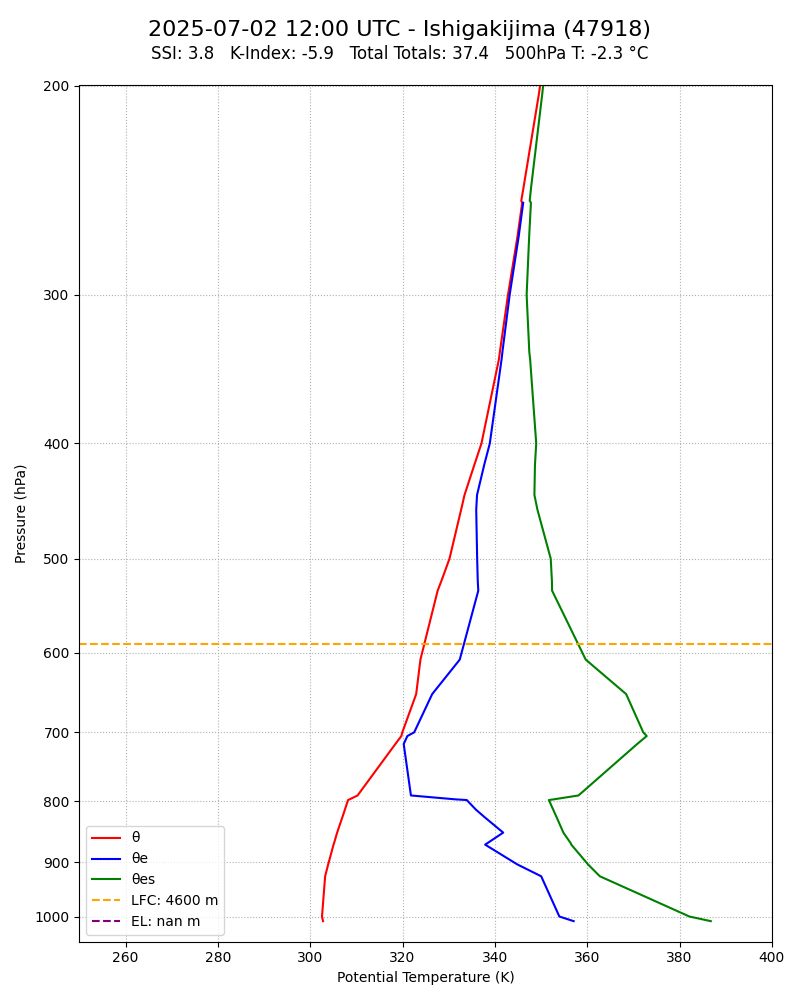 2025-07-02 12:00 UTC - Ishigakijima (47918)
SSI: 3.8   K-Index: -5.9   Total Totals: 37.4   500hPa T: -2.3 °C
200
300
400
500
600
700
800
900
1000
Pressure (hPa)
θ
θe
θes
LFC: 4600 m
EL: nan m
260 280 300 320 340 360 380 400
Potential Temperature (K)